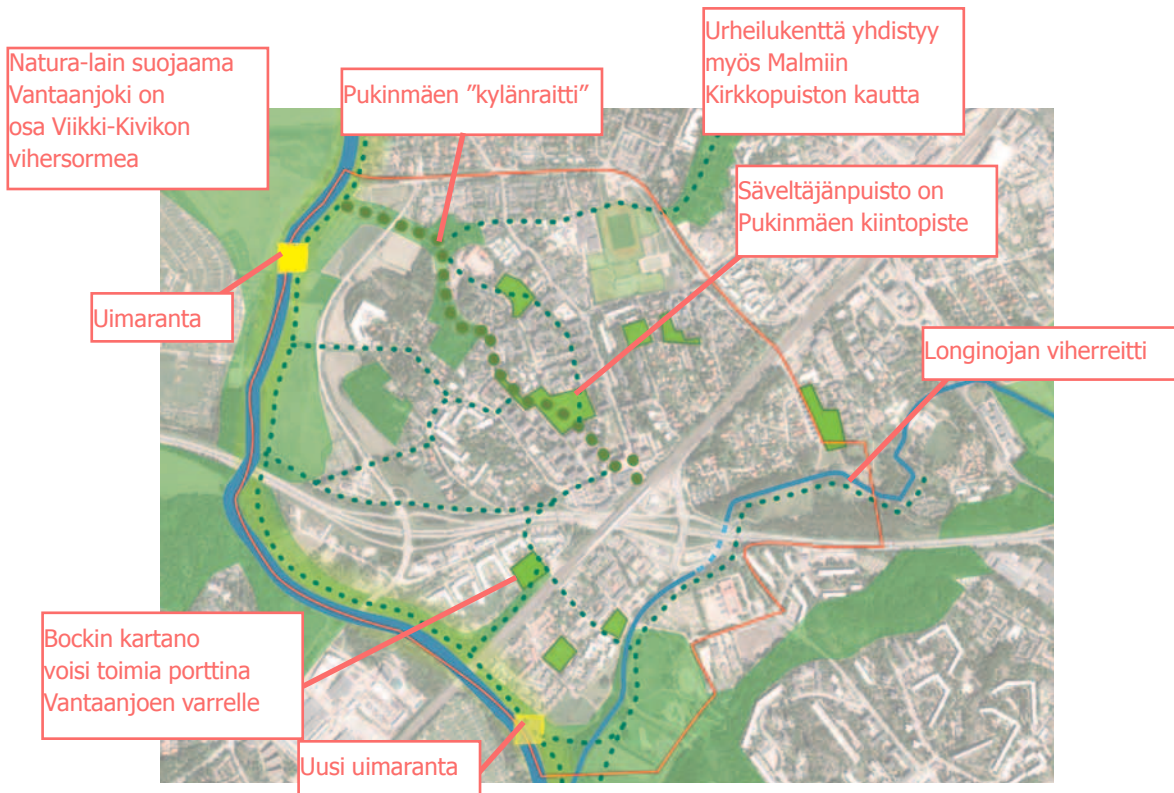 Natura-lain suojaama
Vantaanjoki on
osa Viikki-Kivikon
vihersormea
Pukinmäen ”kylänraitti”
Urheilukenttä yhdistyy
myös Malmiin
Kirkkopuiston kautta
Säveltäjänpuisto on
Pukinmäen kiintopiste
Uimaranta
Longinojan viherreitti
Bockin kartano
voisi toimia porttina
Vantaanjoen varrelle
Uusi uimaranta